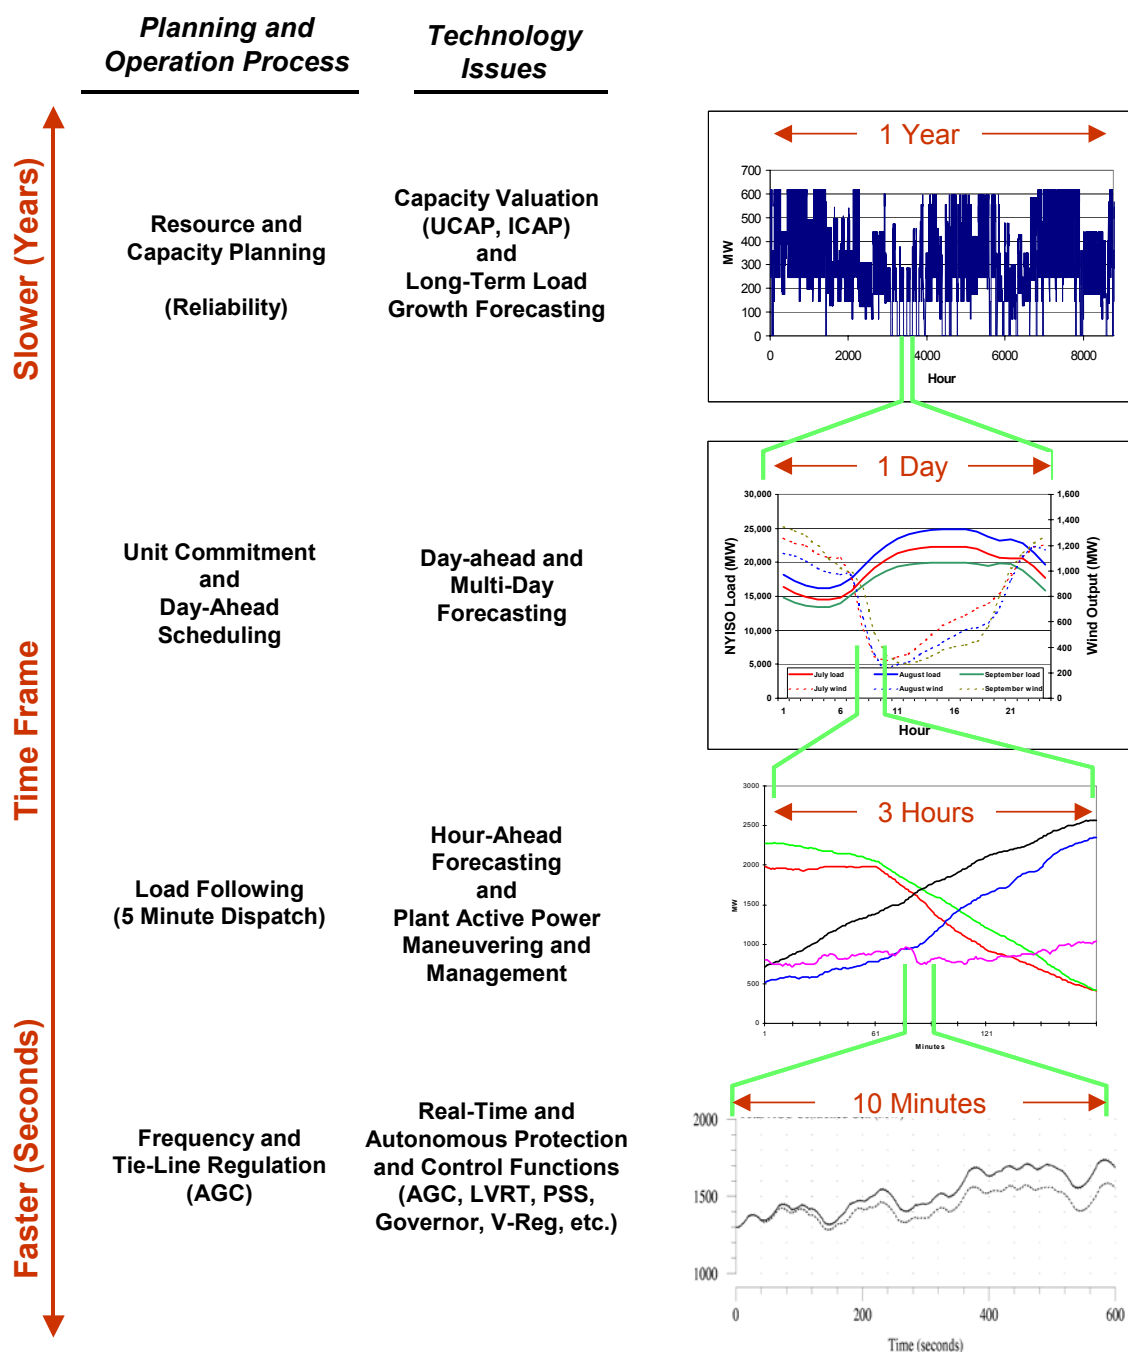 Planning and
Operation Process
Technology
Issues
Slower (Years)
Time Frame
Faster (Seconds)
Resource and
Capacity Planning
(Reliability)
Capacity Valuation
(UCAP, ICAP)
and
Long-Term Load
Growth Forecasting
1 Year
700
600
500
400
300
200
100
0
MW
0 2000 4000 6000 8000
Hour
Unit Commitment
and
Day-Ahead
Scheduling
Day-ahead and
Multi-Day
Forecasting
1 Day
30,000
25,000
20,000
15,000
10,000
5,000
0
NYISO Load (MW)
1,600
1,400
1,200
1,000
800
600
400
200
0
Wind Output (MW)
July load August load September load
July wind August wind September wind
1 6 11 16 21
Hour
Load Following
(5 Minute Dispatch)
Hour-Ahead
Forecasting
and
Plant Active Power
Maneuvering and
Management
3 Hours
3000
2500
2000
1500
1000
500
0
MW
1 61 121
Minutes
Frequency and
Tie-Line Regulation
(AGC)
Real-Time and
Autonomous Protection
and Control Functions
(AGC, LVRT, PSS,
Governor, V-Reg, etc.)
10 Minutes
2000
1500
1000
0 200 400 600
Time (seconds)